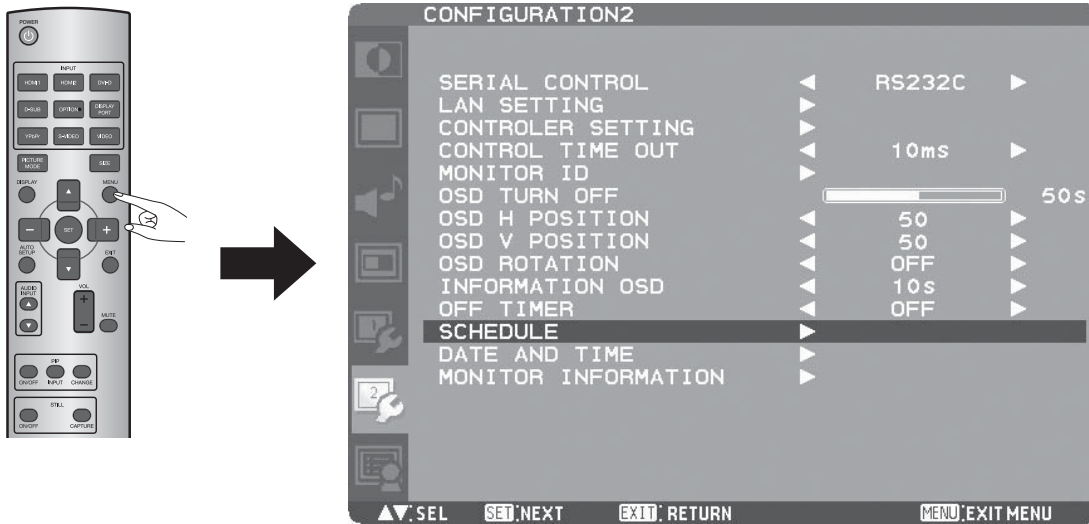 POWER
INPUT
HDMI1 HDMI2 DVI-D
D-SUB OPTION DISPLAY PORT
YPbPr S-VIDEO VIDEO
PICTURE MODE SIZE
DISPLAY MENU
SET
AUTO SETUP EXIT
AUDIO INPUT VOL
MUTE
PIP
ON/OFF INPUT CHANGE
STILL
ON/OFF CAPTURE
CONFIGURATION2
SERIAL CONTROL ◀ RS232C ▶
LAN SETTING ▶
CONTROLER SETTING ▶
CONTROL TIME OUT ◀ 10ms ▶
MONITOR ID ▶
OSD TURN OFF 50s
OSD H POSITION ◀ 50 ▶
OSD V POSITION ◀ 50 ▶
OSD ROTATION ◀ OFF ▶
INFORMATION OSD ◀ 10s ▶
OFF TIMER ◀ OFF ▶
SCHEDULE ▶
DATE AND TIME ▶
MONITOR INFORMATION ▶
1
2
▲▼:SEL SET:NEXT EXIT:RETURN MENU:EXIT MENU